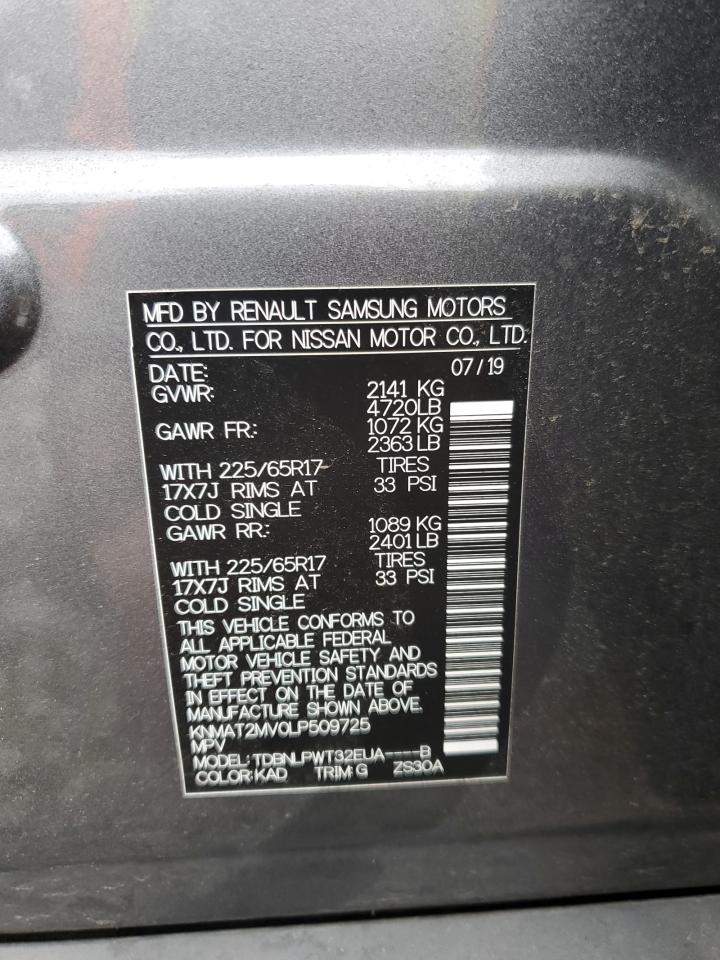 MFD BY RENAULT SAMSUNG MOTORS
CO., LTD. FOR NISSAN MOTOR CO., LTD.
DATE: 07/19
GVWR: 2141 KG
4720LB
GAWR FR.: 1072 KG
2363 LB
WITH 225/65R17 TIRES
17X7J RIMS AT 33 PSI
COLD SINGLE
GAWR RR.: 1089 KG
2401 LB
WITH 225/65R17 TIRES
17X7J RIMS AT 33 PSI
COLD SINGLE
THIS VEHICLE CONFORMS TO
ALL APPLICABLE FEDERAL
MOTOR VEHICLE SAFETY AND
THEFT PREVENTION STANDARDS
IN EFFECT ON THE DATE OF
MANUFACTURE SHOWN ABOVE.
KNMAT2MV0LP509725
MPV
MODEL: TDBNLPWT32EUA----B
COLOR:KAD TRIM:G ZS30A